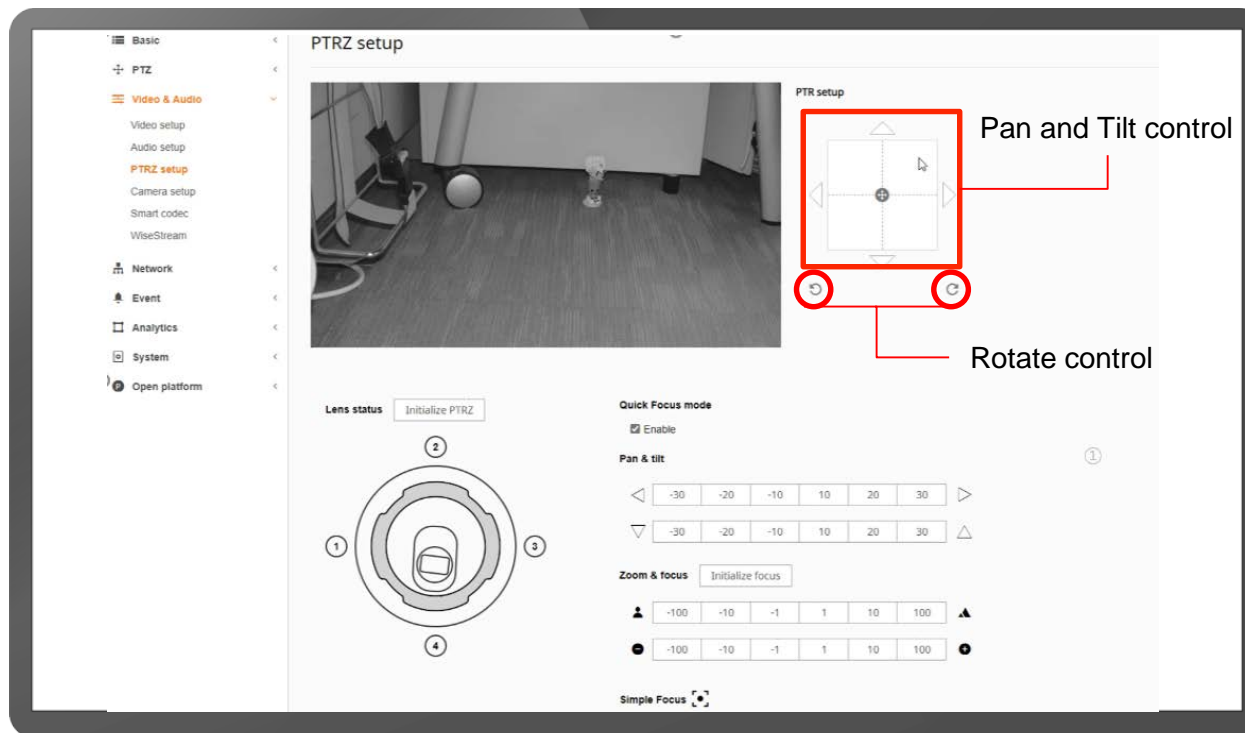 Basic
PTZ
Video & Audio
Video setup
Audio setup
PTRZ setup
Camera setup
Smart codec
WiseStream
Network
Event
Analytics
System
P Open platform
PTRZ setup
PTR setup
Pan and Tilt control
Rotate control
Lens status Initialize PTRZ
2
1 3
4
Quick Focus mode
Enable
①
Pan & tilt
-30 -20 -10 10 20 30
-30 -20 -10 10 20 30
Zoom & focus Initialize focus
-100 -10 -1 1 10 100
-100 -10 -1 1 10 100
Simple Focus